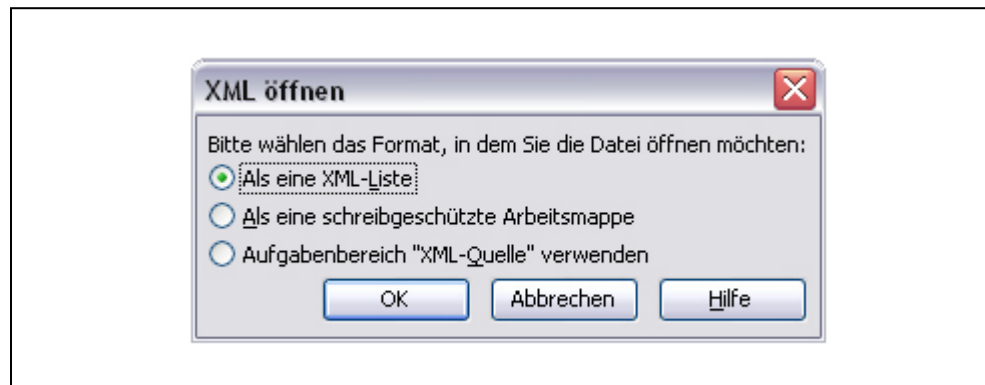 XML öffnen
Bitte wählen das Format, in dem Sie die Datei öffnen möchten:
Als eine XML-Liste
Als eine schreibgeschützte Arbeitsmappe
Aufgabenbereich "XML-Quelle" verwenden
OK Abbrechen Hilfe